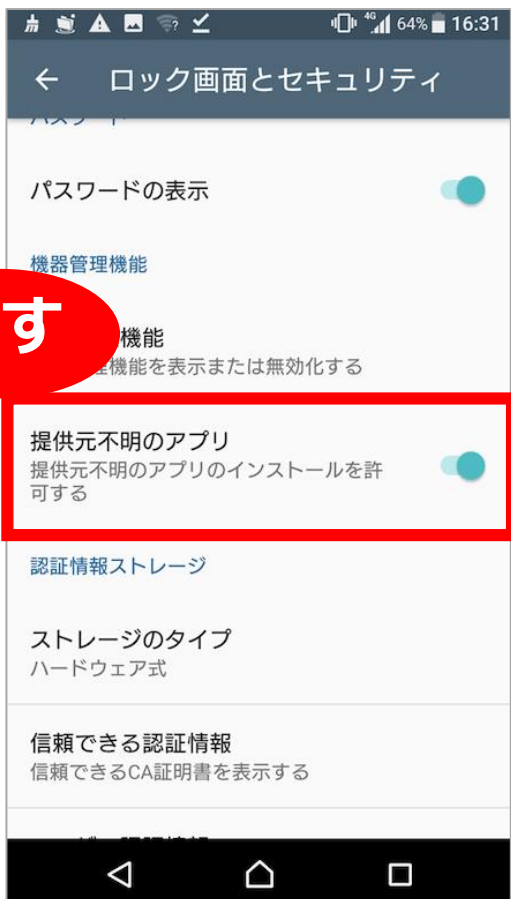 4G 64% 16:31
ロック画面とセキュリティ
パスワードの表示
機器管理機能
す
機能
機能を表示または無効化する
提供元不明のアプリ
提供元不明のアプリのインストールを許
可する
認証情報ストレージ
ストレージのタイプ
ハードウェア式
信頼できる認証情報
信頼できるCA証明書を表示する